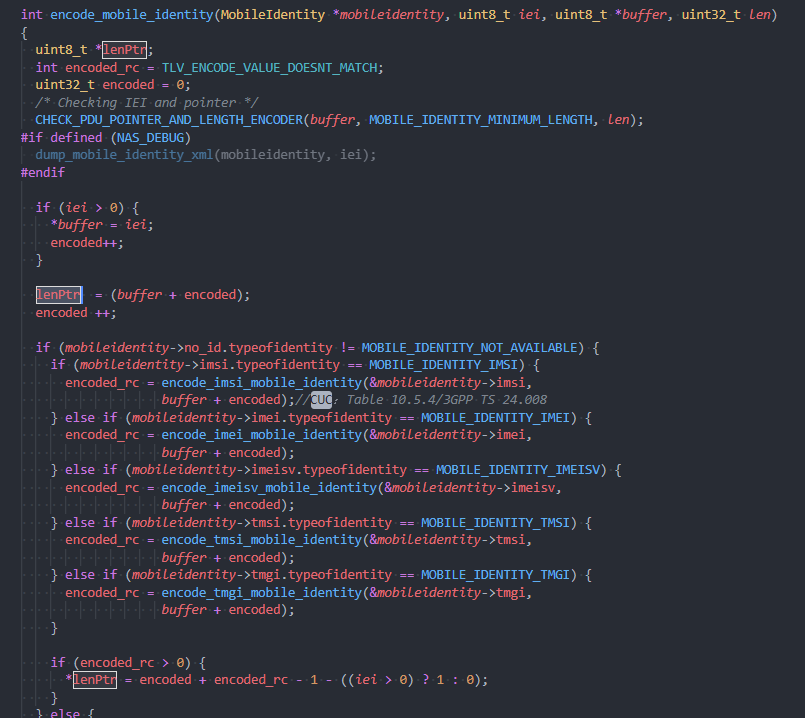 int encode_mobile_identity(MobileIdentity *mobileidentity, uint8_t iei, uint8_t *buffer, uint32_t len)
{
  uint8_t *lenPtr;
  int encoded_rc = TLV_ENCODE_VALUE_DOESNT_MATCH;
  uint32_t encoded = 0;
  /* Checking IEI and pointer */
  CHECK_PDU_POINTER_AND_LENGTH_ENCODER(buffer, MOBILE_IDENTITY_MINIMUM_LENGTH, len);
#if defined (NAS_DEBUG)
  dump_mobile_identity_xml(mobileidentity, iei);
#endif

  if (iei > 0) {
    *buffer = iei;
    encoded++;
  }

  lenPtr  = (buffer + encoded);
  encoded ++;

  if (mobileidentity->no_id.typeofidentity != MOBILE_IDENTITY_NOT_AVAILABLE) {
    if (mobileidentity->imsi.typeofidentity == MOBILE_IDENTITY_IMSI) {
      encoded_rc = encode_imsi_mobile_identity(&mobileidentity->imsi,
                   buffer + encoded);//CUC: Table 10.5.4/3GPP TS 24.008
    } else if (mobileidentity->imei.typeofidentity == MOBILE_IDENTITY_IMEI) {
      encoded_rc = encode_imei_mobile_identity(&mobileidentity->imei,
                   buffer + encoded);
    } else if (mobileidentity->imeisv.typeofidentity == MOBILE_IDENTITY_IMEISV) {
      encoded_rc = encode_imeisv_mobile_identity(&mobileidentity->imeisv,
                   buffer + encoded);
    } else if (mobileidentity->tmsi.typeofidentity == MOBILE_IDENTITY_TMSI) {
      encoded_rc = encode_tmsi_mobile_identity(&mobileidentity->tmsi,
                   buffer + encoded);
    } else if (mobileidentity->tmgi.typeofidentity == MOBILE_IDENTITY_TMGI) {
      encoded_rc = encode_tmgi_mobile_identity(&mobileidentity->tmgi,
                   buffer + encoded);
    }

    if (encoded_rc > 0) {
      *lenPtr = encoded + encoded_rc - 1 - ((iei > 0) ? 1 : 0);
    }
  } else {